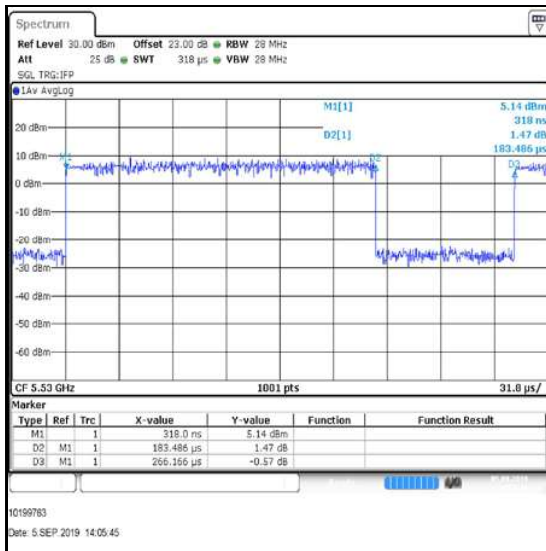 Spectrum
Ref Level 30.00 dBm Offset 23.00 dB RBW 28 MHz
Att 25 dB SWT 318 µs VBW 28 MHz
SGL TRG:IFP
1Av AvgLog
M1[1] 5.14 dBm
318 ns
D2[1] 1.47 dB
183.486 µs
20 dBm
10 dBm
M1 D2 D3
0 dBm
-10 dBm
-20 dBm
-30 dBm
-40 dBm
-50 dBm
-60 dBm
CF 5.53 GHz 1001 pts 31.8 µs/
Marker
Type Ref Trc X-value Y-value Function Function Result
M1 1 318.0 ns 5.14 dBm
D2 M1 1 183.486 µs 1.47 dB
D3 M1 1 266.166 µs -0.57 dB
10199783
Date: 5.SEP.2019 14:05:45